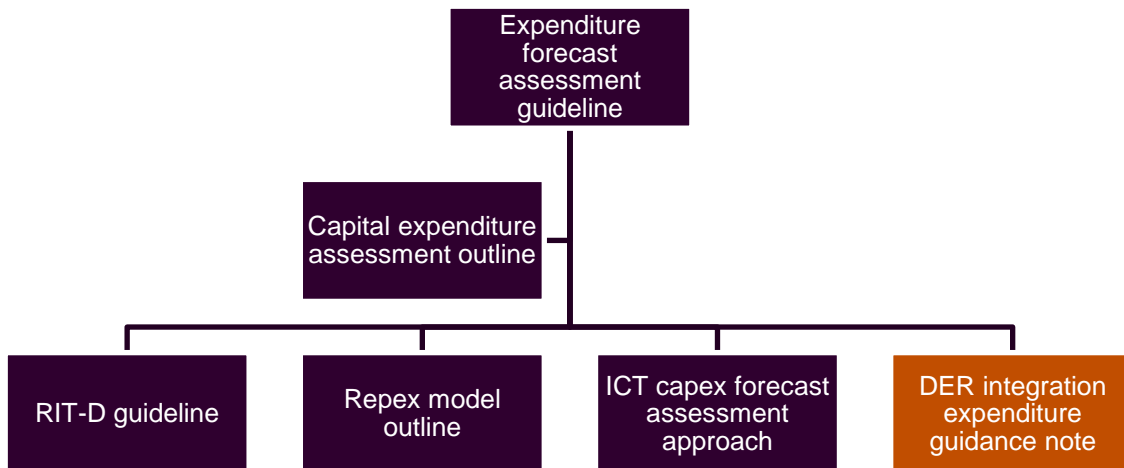 Expenditure
forecast
assessment
guideline
Capital expenditure
assessment outline
RIT-D guideline
Repex model
outline
ICT capex forecast
assessment
approach
DER integration
expenditure
guidance note